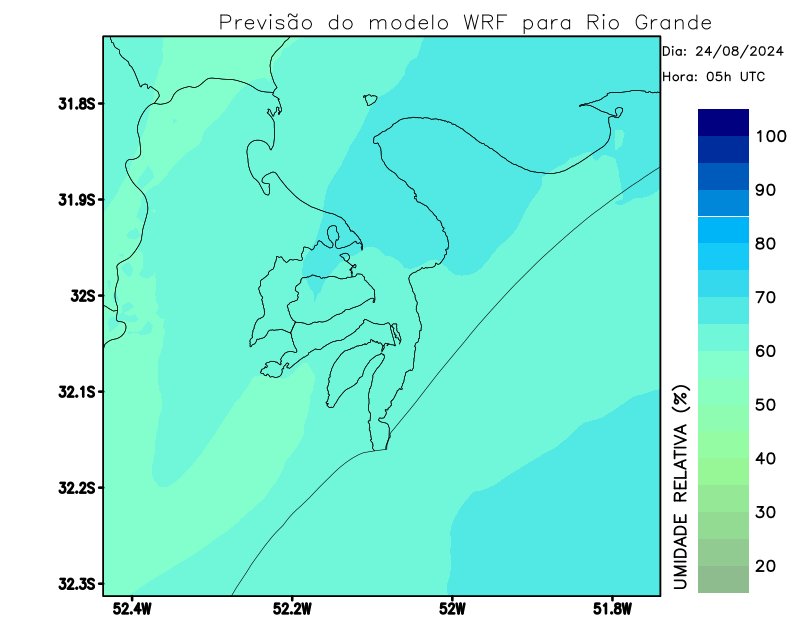 Previsão do modelo WRF para Rio Grande
Dia: 24/08/2024
Hora: 05h UTC
31.8S
31.9S
32S
32.1S
32.2S
32.3S
52.4W
52.2W
52W
51.8W
100
90
80
70
60
50
40
30
20
UMIDADE RELATIVA (%)